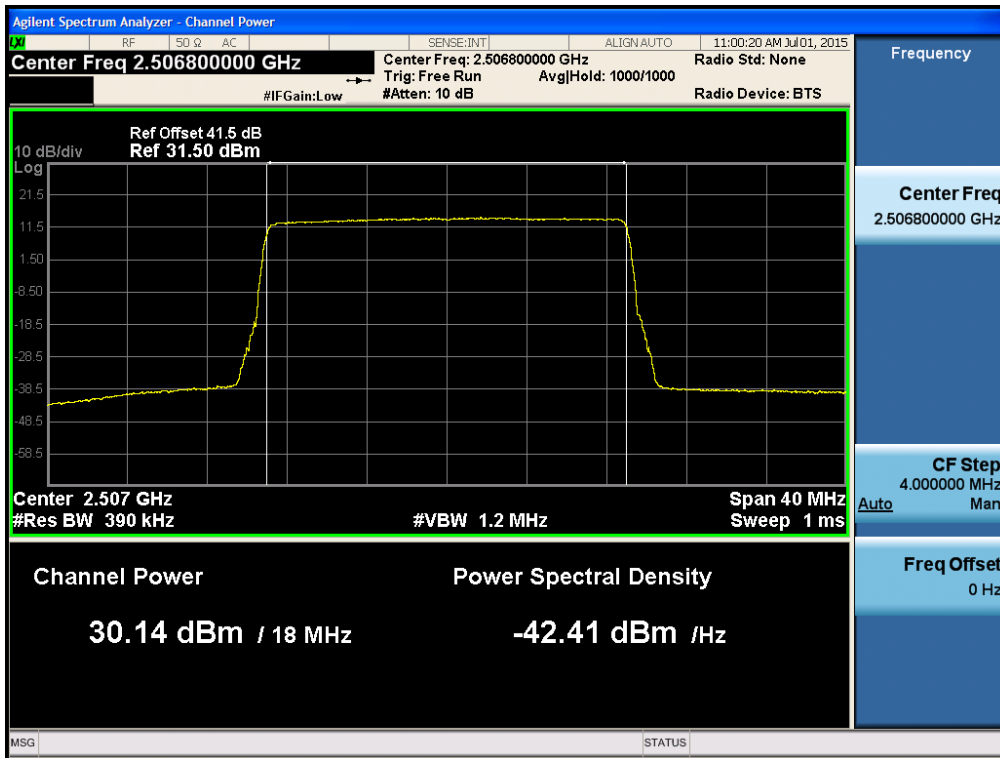 Agilent Spectrum Analyzer - Channel Power
LXI RF 50 Ω AC SENSE:INT ALIGN AUTO 11:00:20 AM Jul 01, 2015
Center Freq 2.506800000 GHz
Center Freq: 2.506800000 GHz
Radio Std: None
Trig: Free Run Avg|Hold: 1000/1000
#IFGain:Low
#Atten: 10 dB
Radio Device: BTS
Ref Offset 41.5 dB
10 dB/div Ref 31.50 dBm
Log
21.5
11.5
1.50
-8.50
-18.5
-28.5
-38.5
-48.5
-58.5
Center 2.507 GHz Span 40 MHz
#Res BW 390 kHz #VBW 1.2 MHz Sweep 1 ms
Channel Power
Power Spectral Density
30.14 dBm / 18 MHz
-42.41 dBm /Hz
MSG STATUS
Frequency
Center Freq
2.506800000 GHz
CF Step
4.000000 MHz
Auto Man
Freq Offset
0 Hz